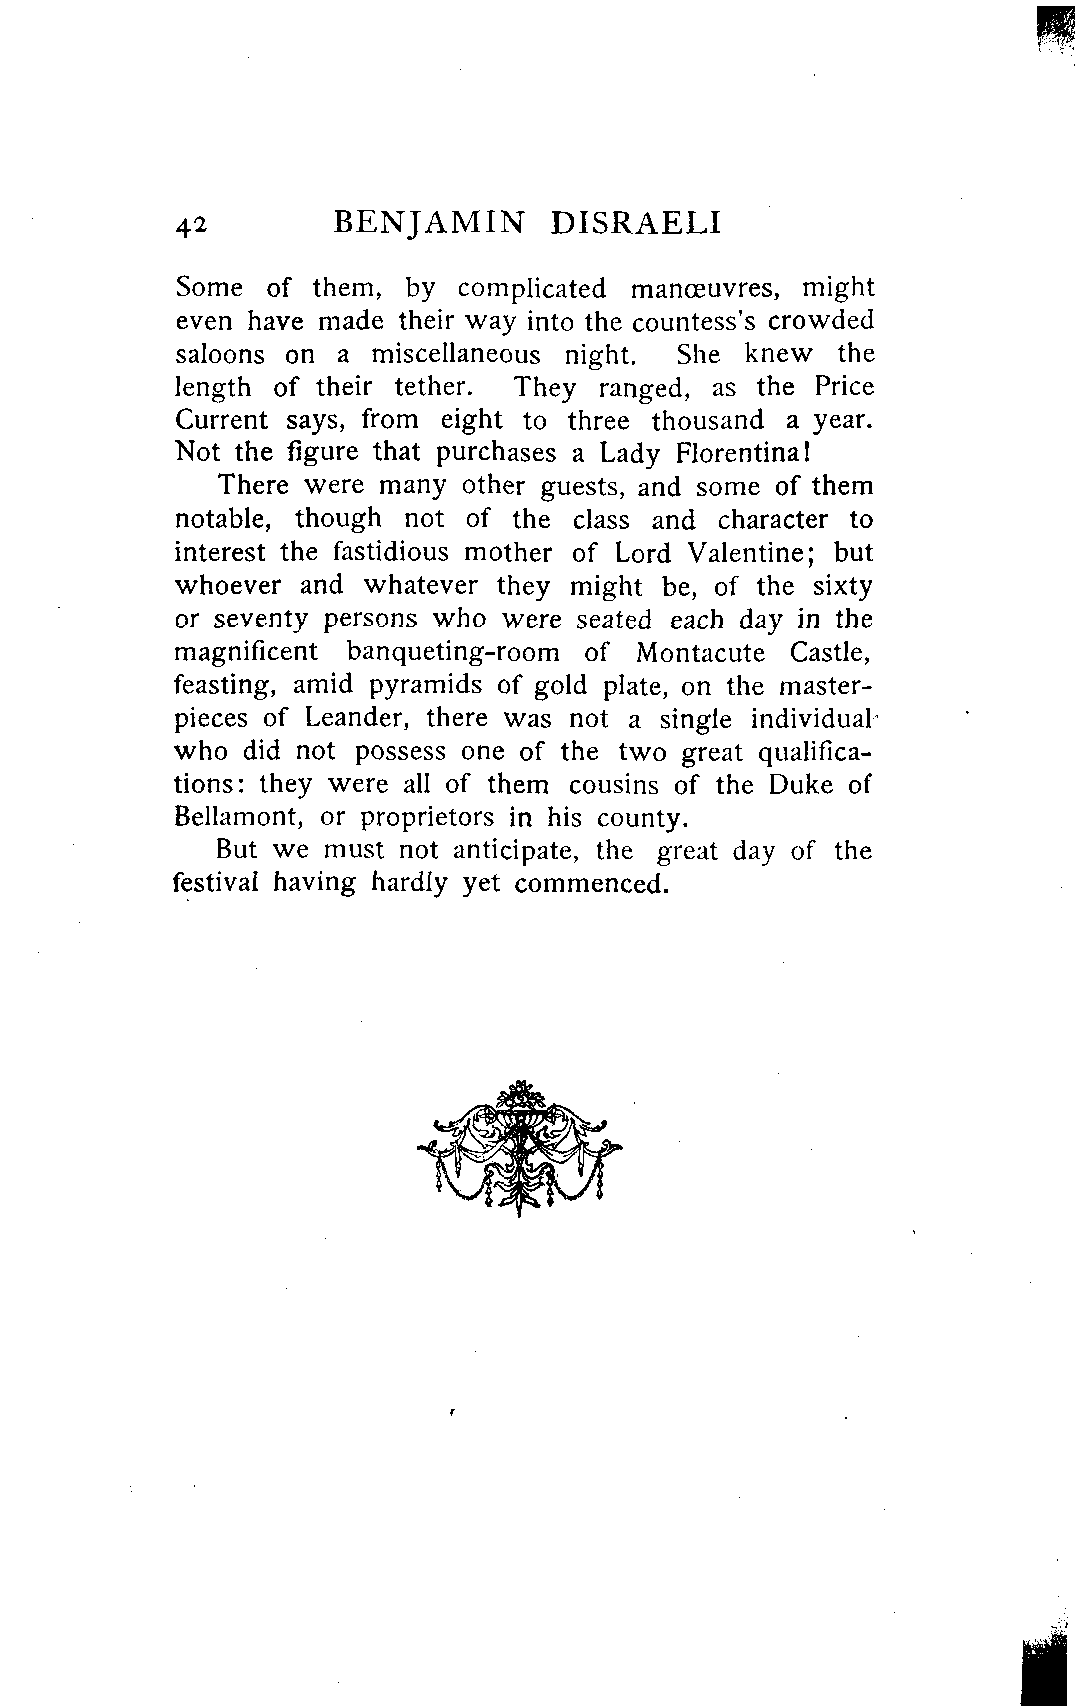 42 BENJAMIN DISRAELI
Some of them, by complicated manœuvres, might
even have made their way into the countess's crowded
saloons on a miscellaneous night. She knew the
length of their tether. They ranged, as the Price
Current says, from eight to three thousand a year.
Not the figure that purchases a Lady Florentina!
There were many other guests, and some of them
notable, though not of the class and character to
interest the fastidious mother of Lord Valentine; but
whoever and whatever they might be, of the sixty
or seventy persons who were seated each day in the
magnificent banqueting-room of Montacute Castle,
feasting, amid pyramids of gold plate, on the master-
pieces of Leander, there was not a single individual
who did not possess one of the two great qualifica-
tions: they were all of them cousins of the Duke of
Bellamont, or proprietors in his county.
But we must not anticipate, the great day of the
festival having hardly yet commenced.